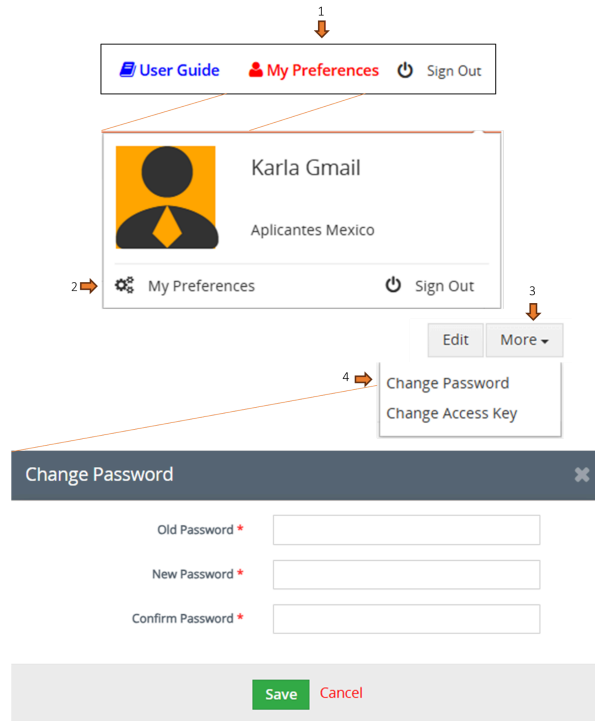 1
User Guide My Preferences Sign Out
Karla Gmail
Aplicantes Mexico
2 My Preferences Sign Out
3
Edit More
4 Change Password
Change Access Key
Change Password
Old Password *
New Password *
Confirm Password *
Save Cancel